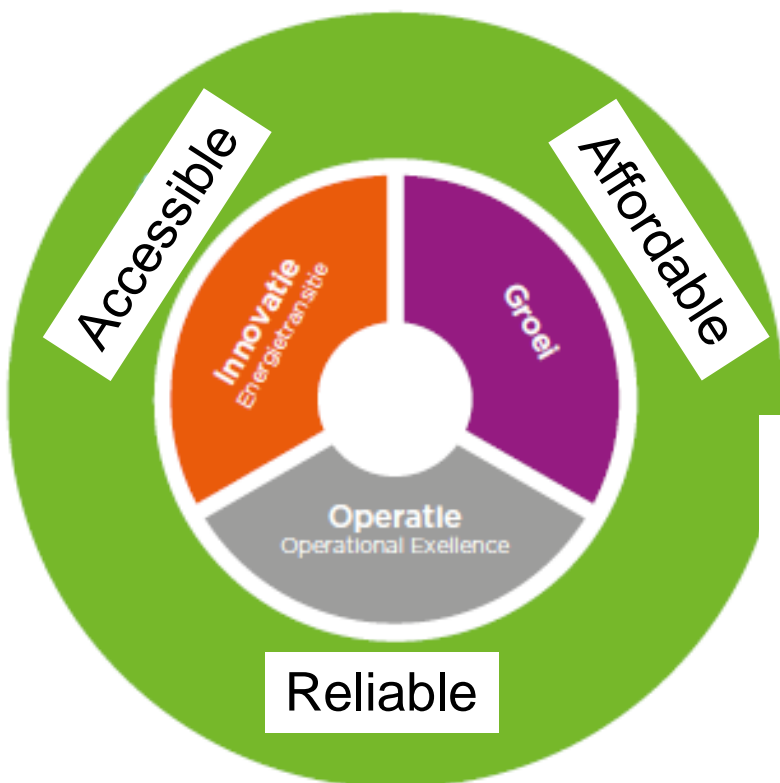 Accessible
Affordable
Innovatie
Energietransitie
Groei
Operatie
Operational Exellence
Reliable